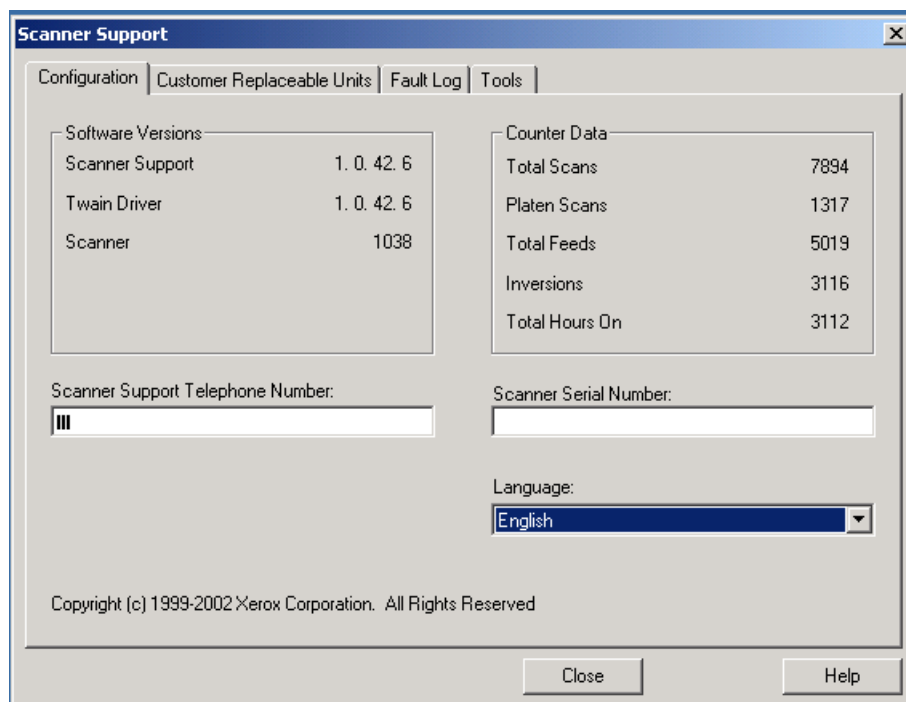 Scanner Support
Configuration
Customer Replaceable Units
Fault Log
Tools
Software Versions
Scanner Support 1. 0. 42. 6
Twain Driver 1. 0. 42. 6
Scanner 1038
Counter Data
Total Scans 7894
Platen Scans 1317
Total Feeds 5019
Inversions 3116
Total Hours On 3112
Scanner Support Telephone Number:
Scanner Serial Number:
Language:
English
Copyright (c) 1999-2002 Xerox Corporation. All Rights Reserved
Close
Help